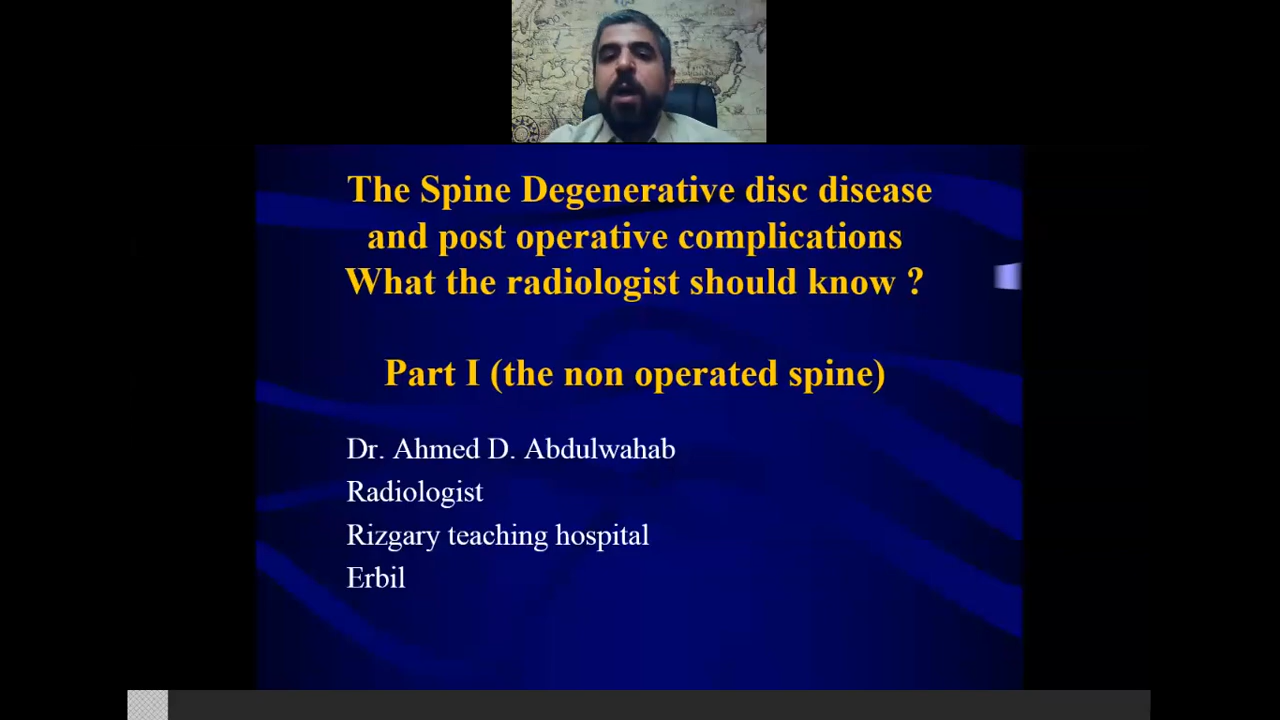 The Spine Degenerative disc disease
and post operative complications
What the radiologist should know ?
Part I (the non operated spine)
Dr. Ahmed D. Abdulwahab
Radiologist
Rizgary teaching hospital
Erbil